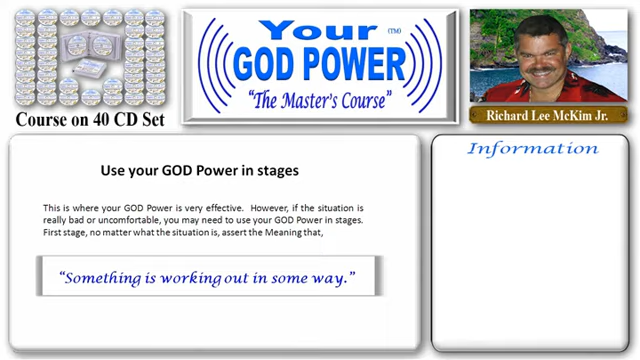 Your (TM)
GOD POWER
"The Master's Course"
Course on 40 CD Set
Richard Lee McKim Jr.
Use your GOD Power in stages
This is where your GOD Power is very effective. However, if the situation is
really bad or uncomfortable, you may need to use your GOD Power in stages.
First stage, no matter what the situation is, assert the Meaning that,
"Something is working out in some way."
Information